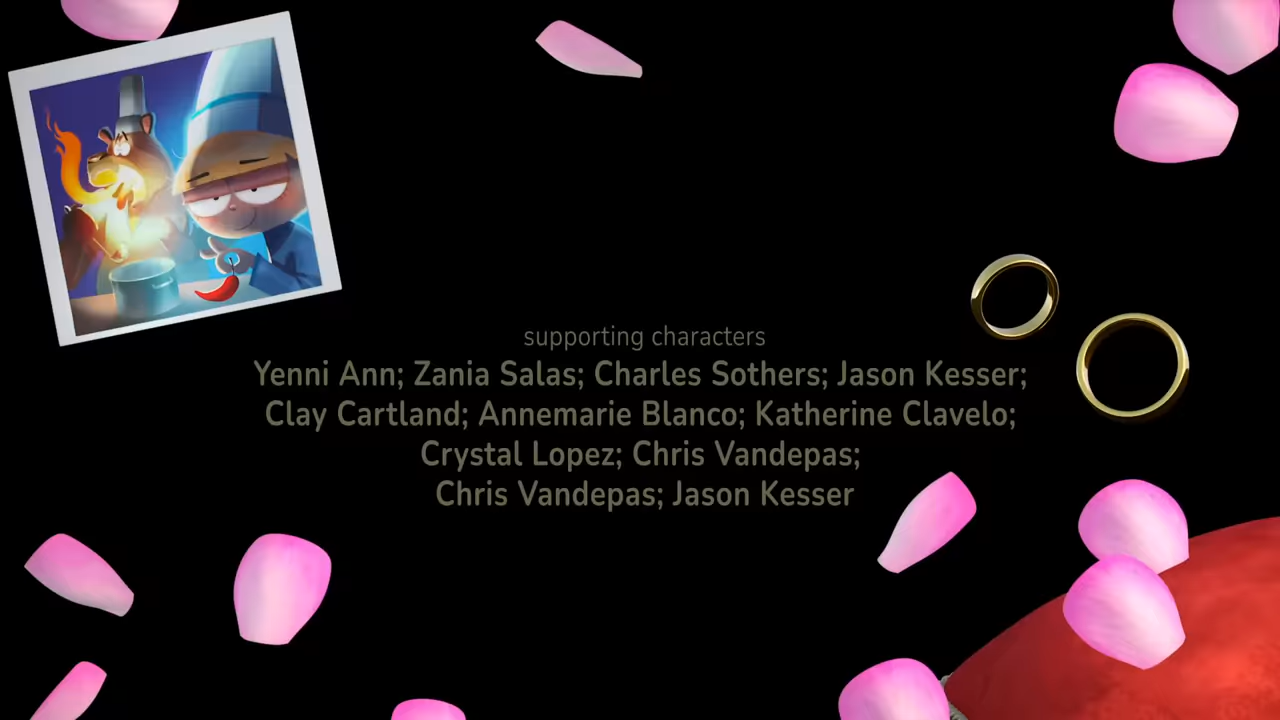 supporting characters
Yenni Ann; Zania Salas; Charles Sothers; Jason Kesser;
Clay Cartland; Annemarie Blanco; Katherine Clavelo;
Crystal Lopez; Chris Vandepas;
Chris Vandepas; Jason Kesser